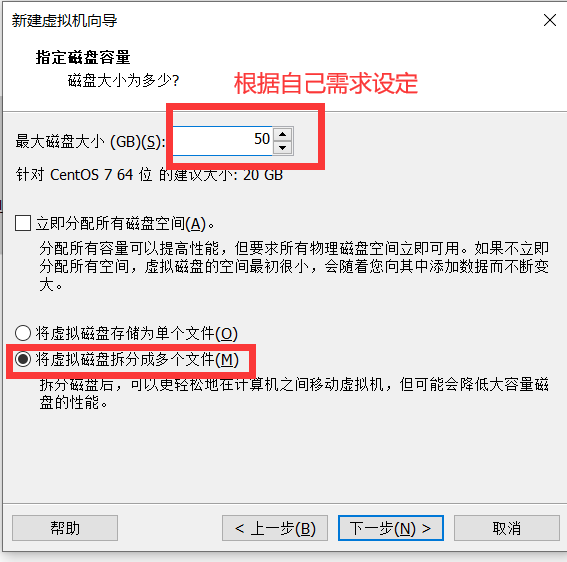 新建虚拟机向导
指定磁盘容量
磁盘大小为多少?
根据自己需求设定
最大磁盘大小 (GB)(S): 50
针对 CentOS 7 64 位 的建议大小: 20 GB
立即分配所有磁盘空间(A)。
分配所有容量可以提高性能，但要求所有物理磁盘空间立即可用。如果不立即
分配所有空间，虚拟磁盘的空间最初很小，会随着您向其中添加数据而不断变
大。
将虚拟磁盘存储为单个文件(O)
将虚拟磁盘拆分成多个文件(M)
拆分磁盘后，可以更轻松地在计算机之间移动虚拟机，但可能会降低大容量磁
盘的性能。
帮助 < 上一步(B) 下一步(N) > 取消